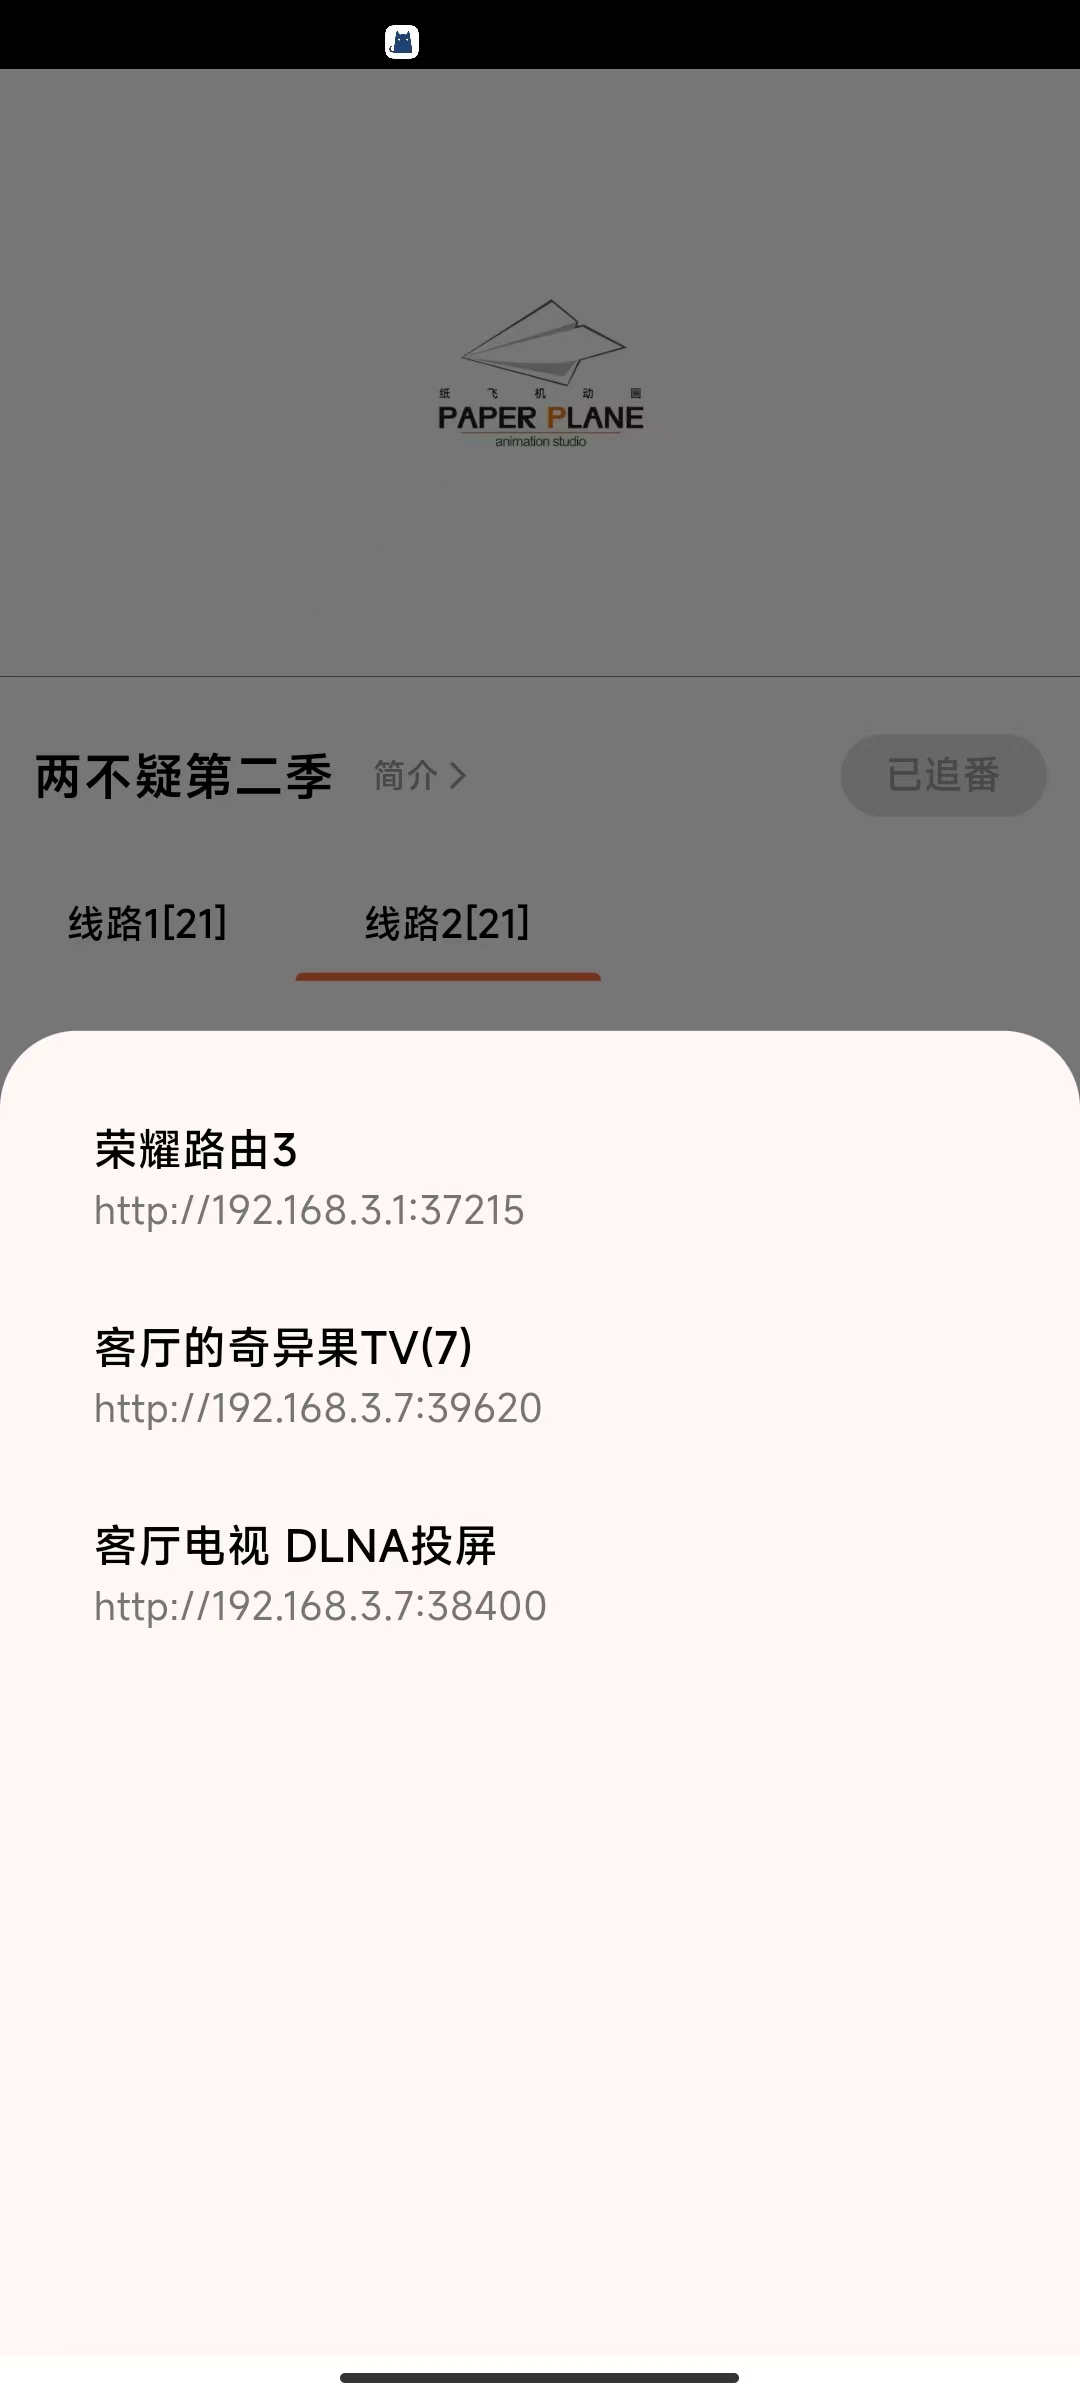 纸飞机动画
PAPER PLANE
animation studio
两不疑第二季 简介
已追番
线路1[21] 线路2[21]
荣耀路由3
http://192.168.3.1:37215
客厅的奇异果TV(7)
http://192.168.3.7:39620
客厅电视 DLNA投屏
http://192.168.3.7:38400